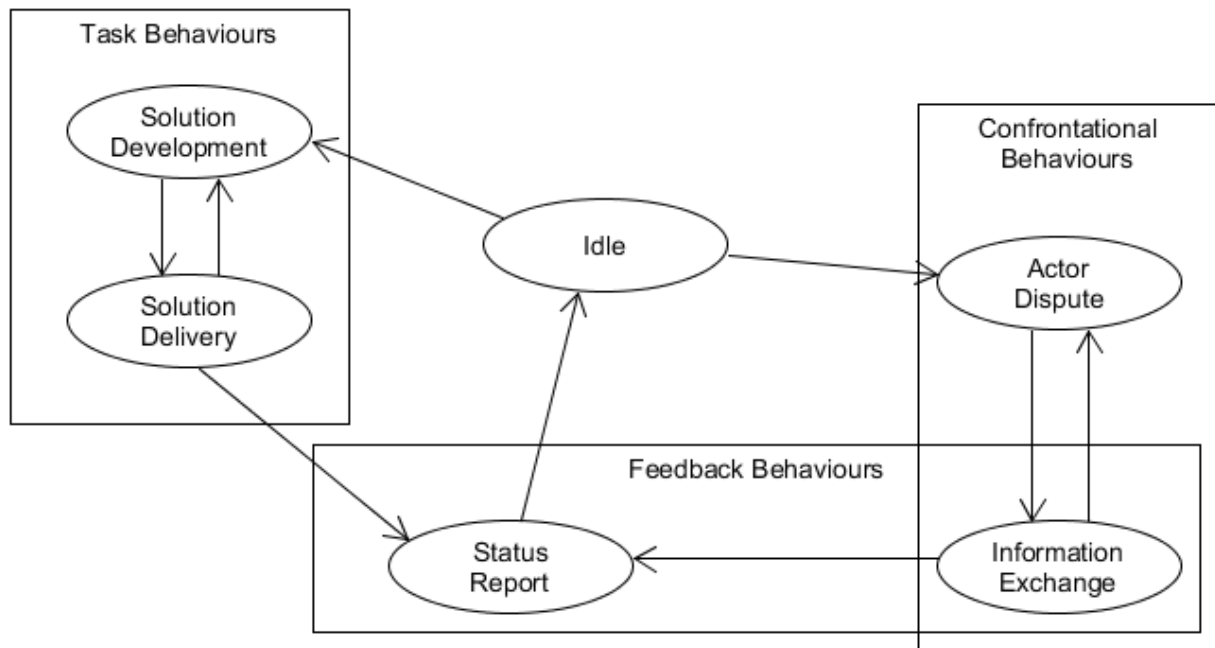 Task Behaviours
Solution
Development
Solution
Delivery
Idle
Confrontational
Behaviours
Actor
Dispute
Feedback Behaviours
Status
Report
Information
Exchange